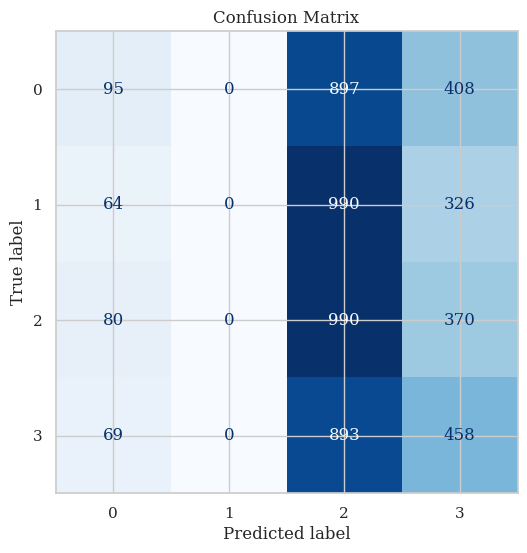 Confusion Matrix
True label
0 95 0 897 408
1 64 0 990 326
2 80 0 990 370
3 69 0 893 458
0 1 2 3
Predicted label